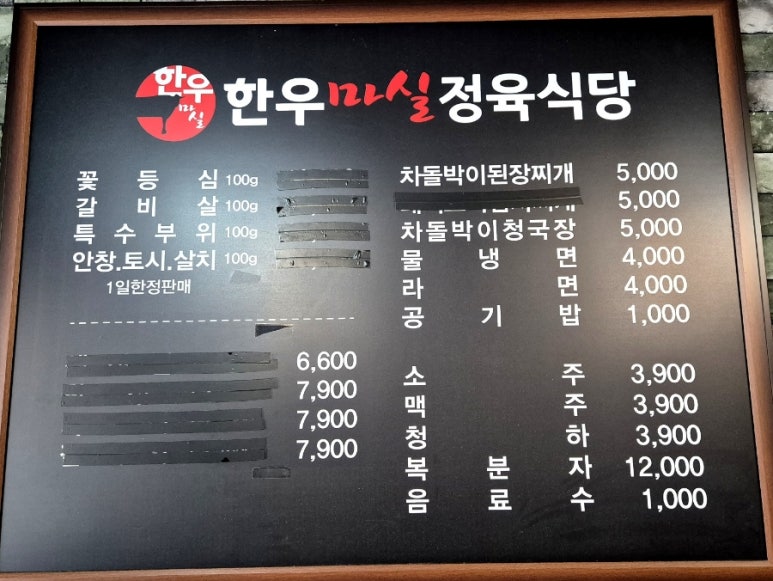 한우
마실
한우마실정육식당
꽃 등 심 100g
갈 비 살 100g
특 수 부 위 100g
안창.토시.살치 100g
1일한정판매
6,600
7,900
7,900
7,900
차돌박이된장찌개 5,000
5,000
차돌박이청국장 5,000
물 냉 면 4,000
라 면 4,000
공 기 밥 1,000
소 주 3,900
맥 주 3,900
청 하 3,900
복 분 자 12,000
음 료 수 1,000